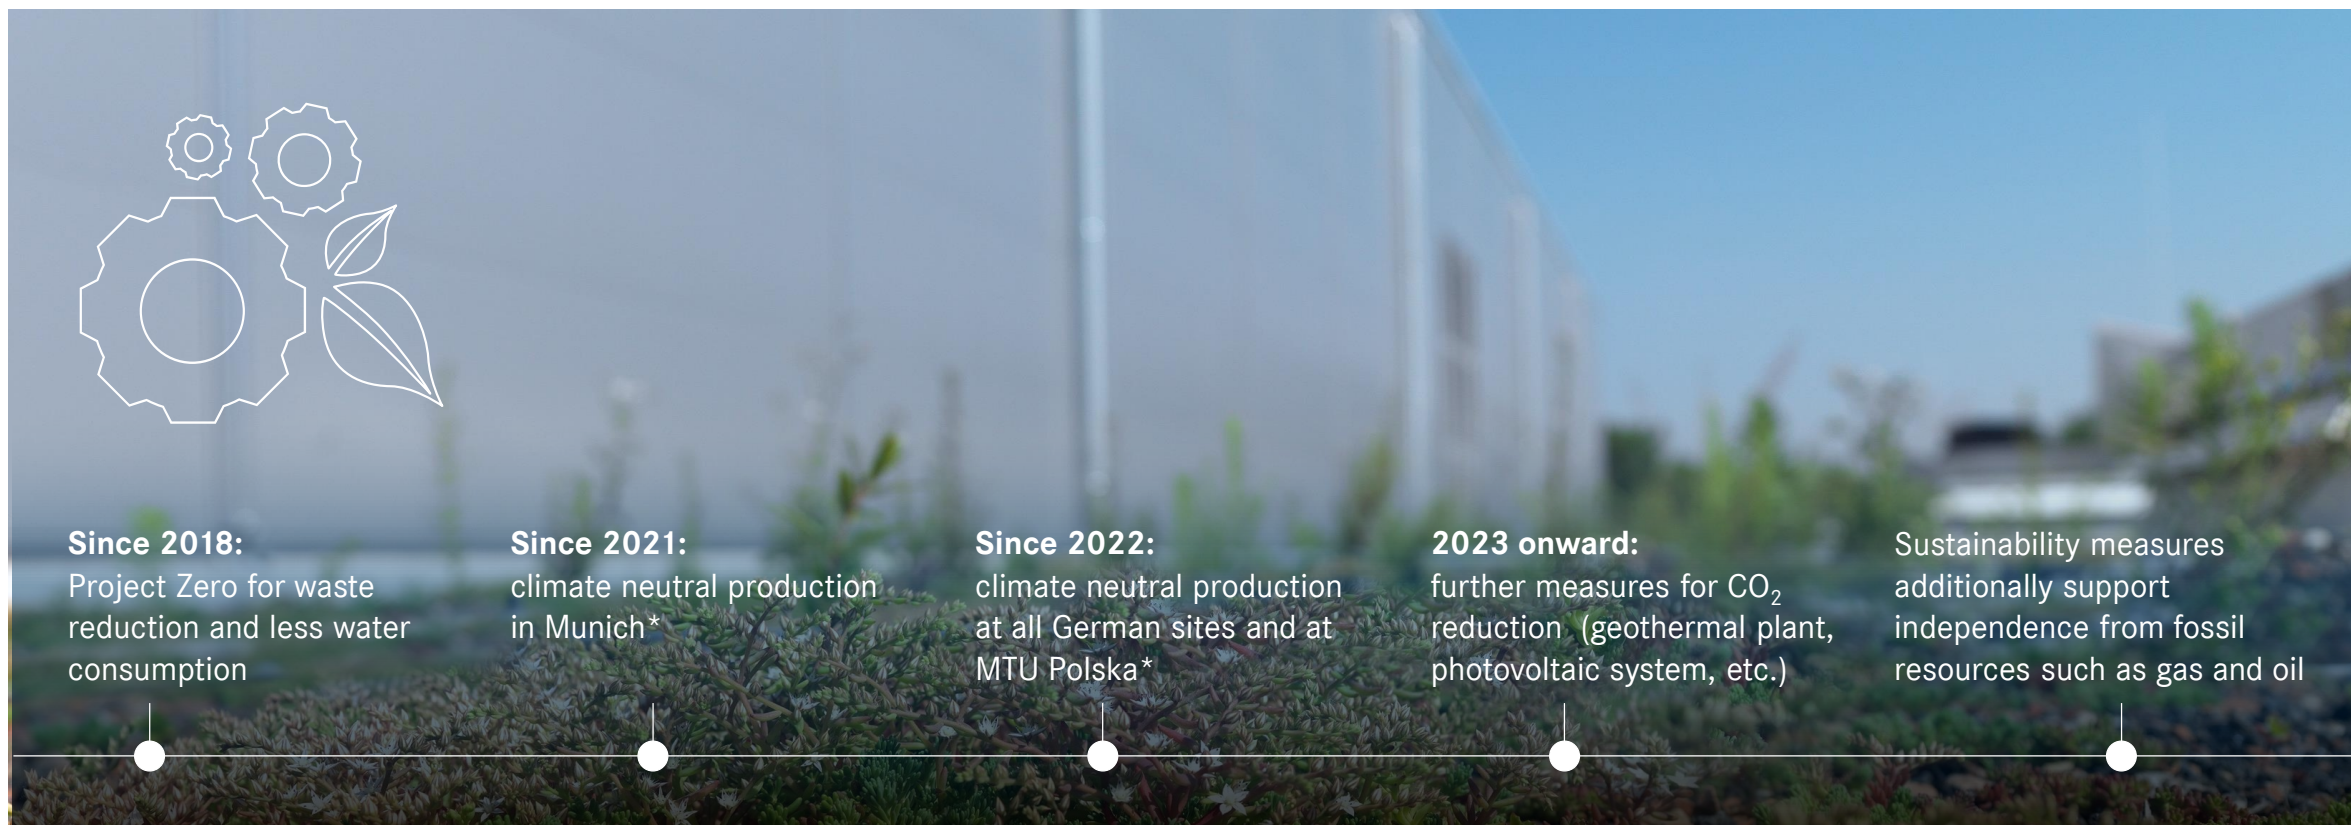 Since 2018:
Project Zero for waste
reduction and less water
consumption
Since 2021:
climate neutral production
in Munich*
Since 2022:
climate neutral production
at all German sites and at
MTU Polska*
2023 onward:
further measures for CO₂
reduction  (geothermal plant,
photovoltaic system, etc.)
Sustainability measures
additionally support
independence from fossil
resources such as gas and oil